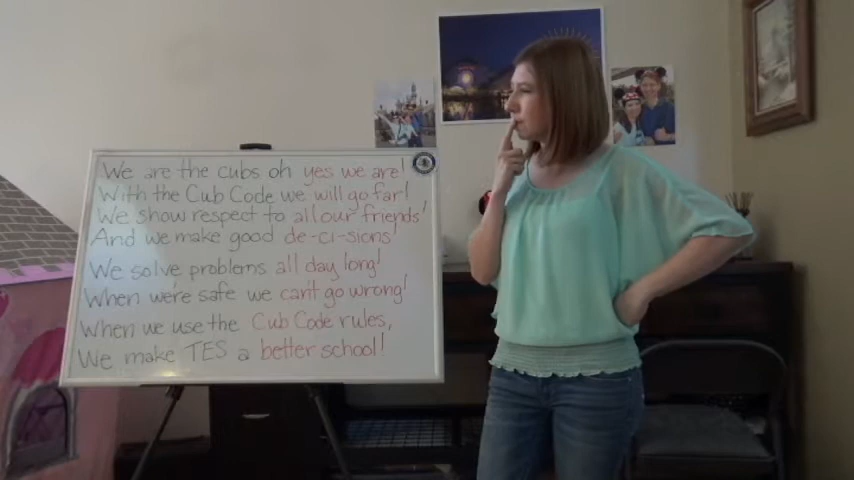 We are the cubs oh yes we are!
With the Cub Code we will go far!
We show respect to all our friends!
And we make good de-ci-sions!
We solve problems all day long!
When we're safe we can't go wrong!
When we use the Cub Code rules,
We make TES a better school!